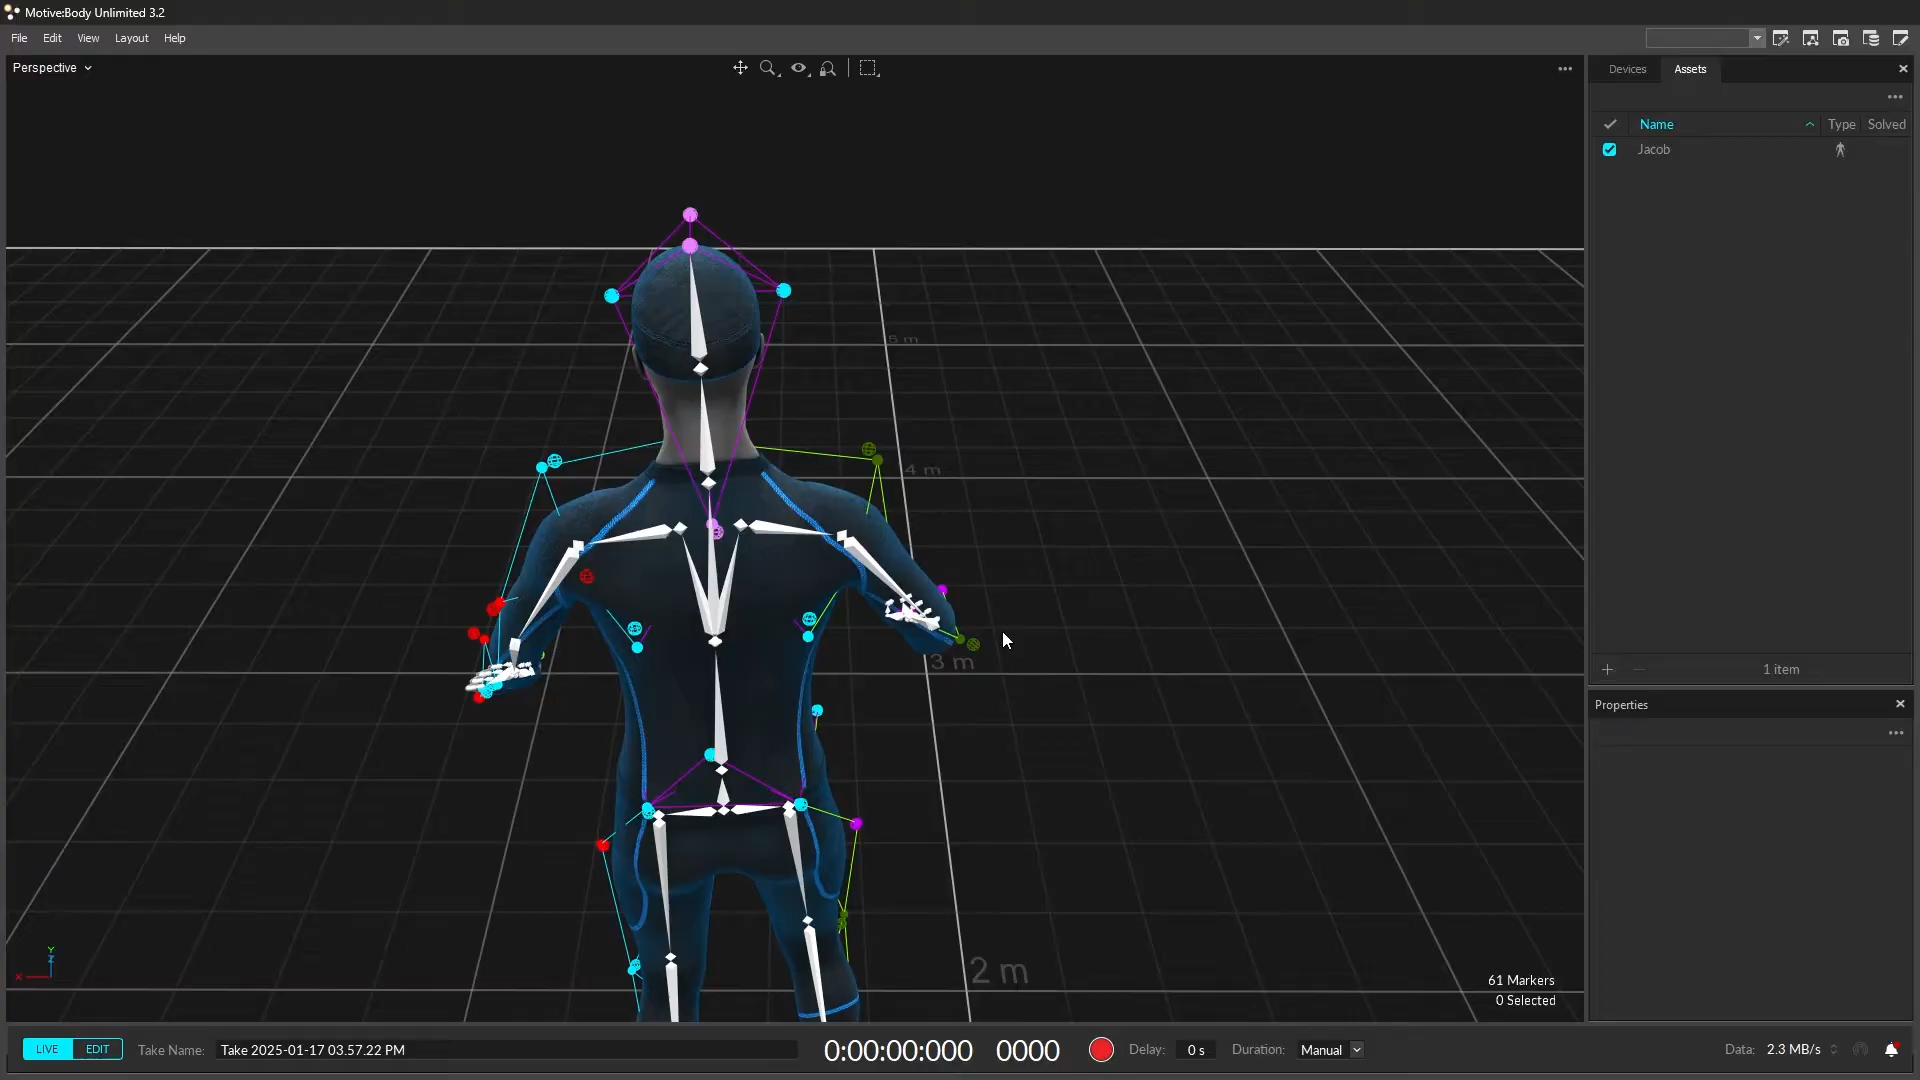 Motive:Body Unlimited 3.2
File Edit View Layout Help
Perspective
Devices Assets
Name Type Solved
Jacob
5 m
4 m
3 m
2 m
1 item
Properties
Y
Z
X
61 Markers
0 Selected
LIVE EDIT Take Name: Take 2025-01-17 03.57.22 PM 0:00:00:000 0000 Delay: 0 s Duration: Manual Data: 2.3 MB/s